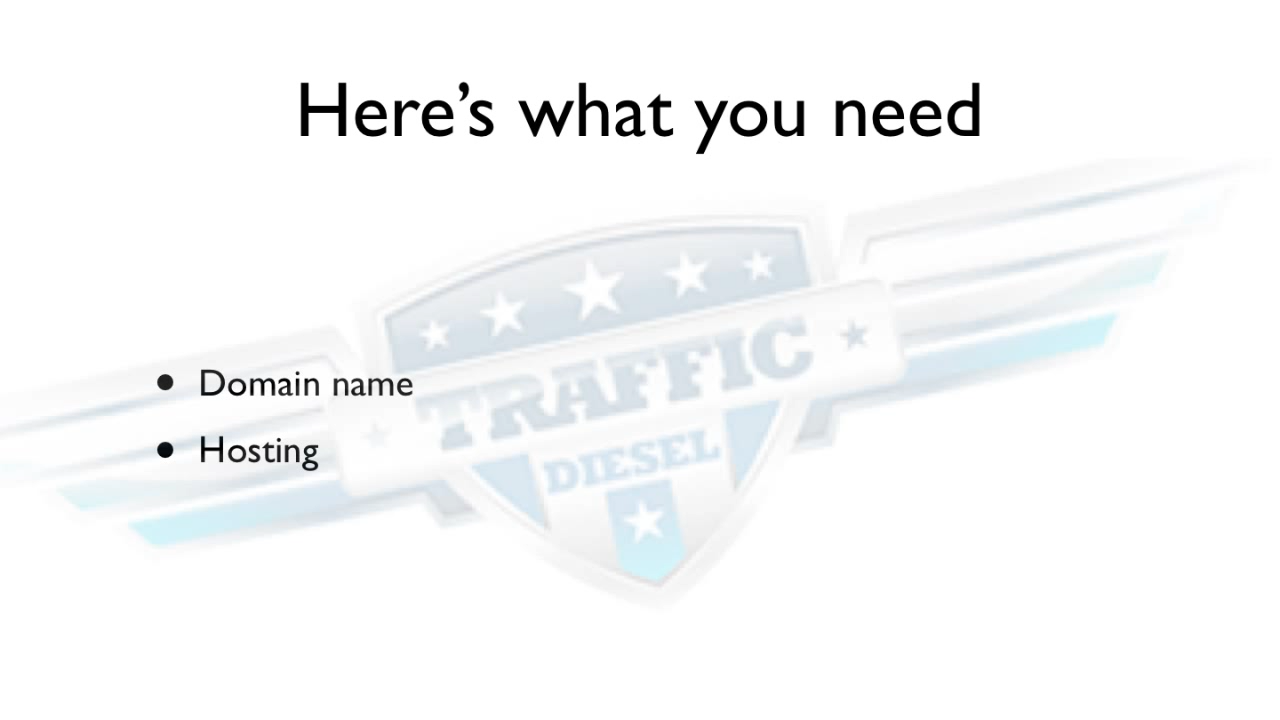 Here’s what you need
TRAFFIC
• Domain name
DIESEL
• Hosting